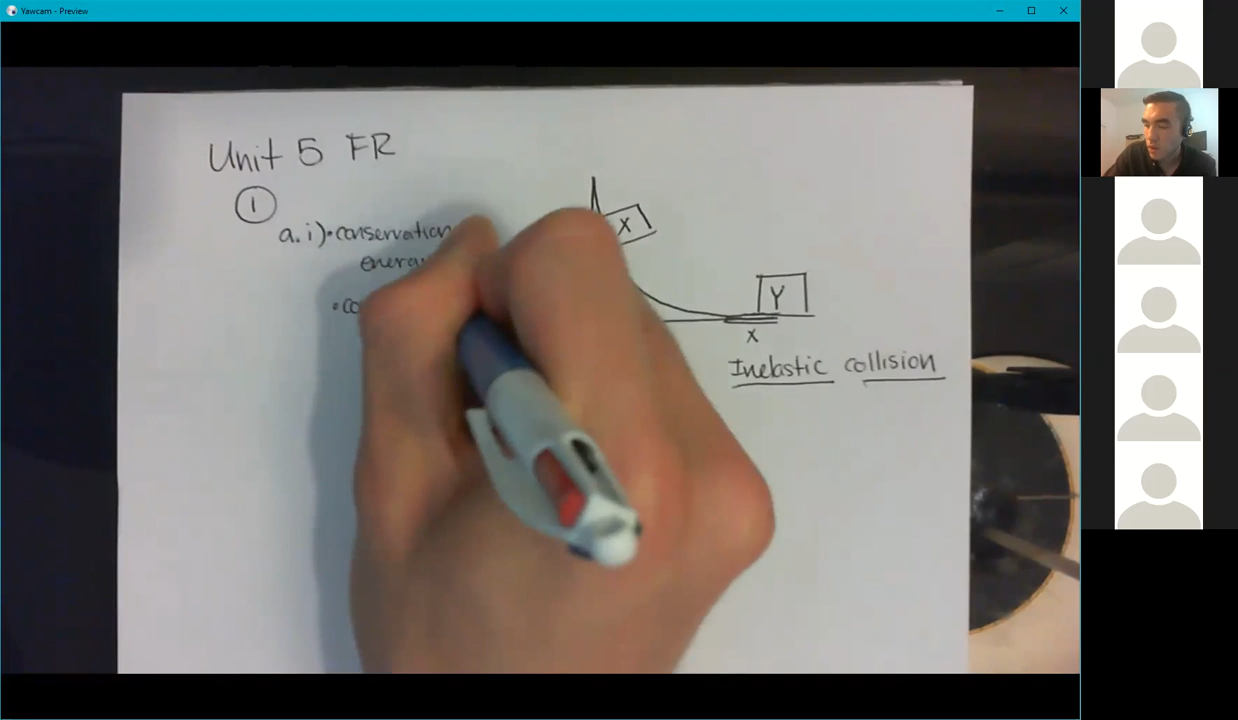 Yawcam - Preview
Unit 5 FR
1
a. i) • conservation
X
Y
X
Inelastic collision